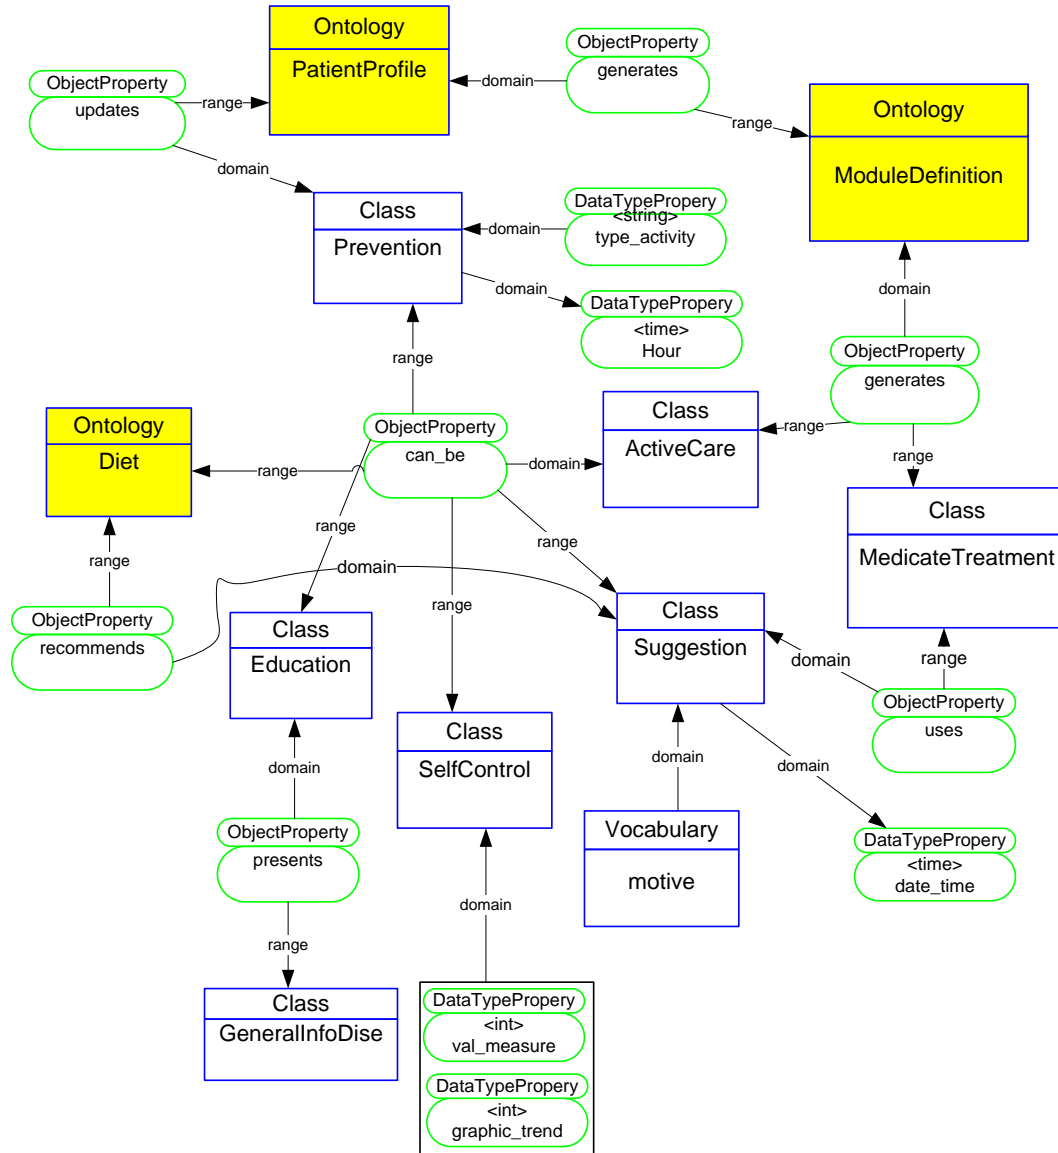 Ontology
PatientProfile
ObjectProperty
generates
domain
ObjectProperty
updates
range
range
Ontology
ModuleDefinition
domain
Class
Prevention
DataTypePropery
<string>
type_activity
domain
domain
DataTypePropery
<time>
Hour
domain
range
ObjectProperty
generates
Ontology
Diet
range
ObjectProperty
can_be
domain
Class
ActiveCare
range
range
Class
MedicateTreatment
range
range
range
domain
ObjectProperty
recommends
range
Class
Education
Class
Suggestion
domain
range
ObjectProperty
uses
Class
SelfControl
domain
domain
domain
ObjectProperty
presents
Vocabulary
motive
DataTypePropery
<time>
date_time
domain
range
Class
GeneralInfoDise
DataTypePropery
<int>
val_measure
DataTypePropery
<int>
graphic_trend